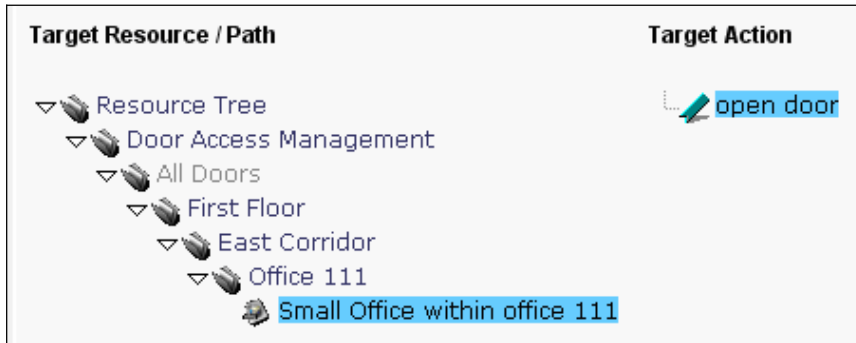 Target Resource / Path
Target Action
Resource Tree
open door
Door Access Management
All Doors
First Floor
East Corridor
Office 111
Small Office within office 111